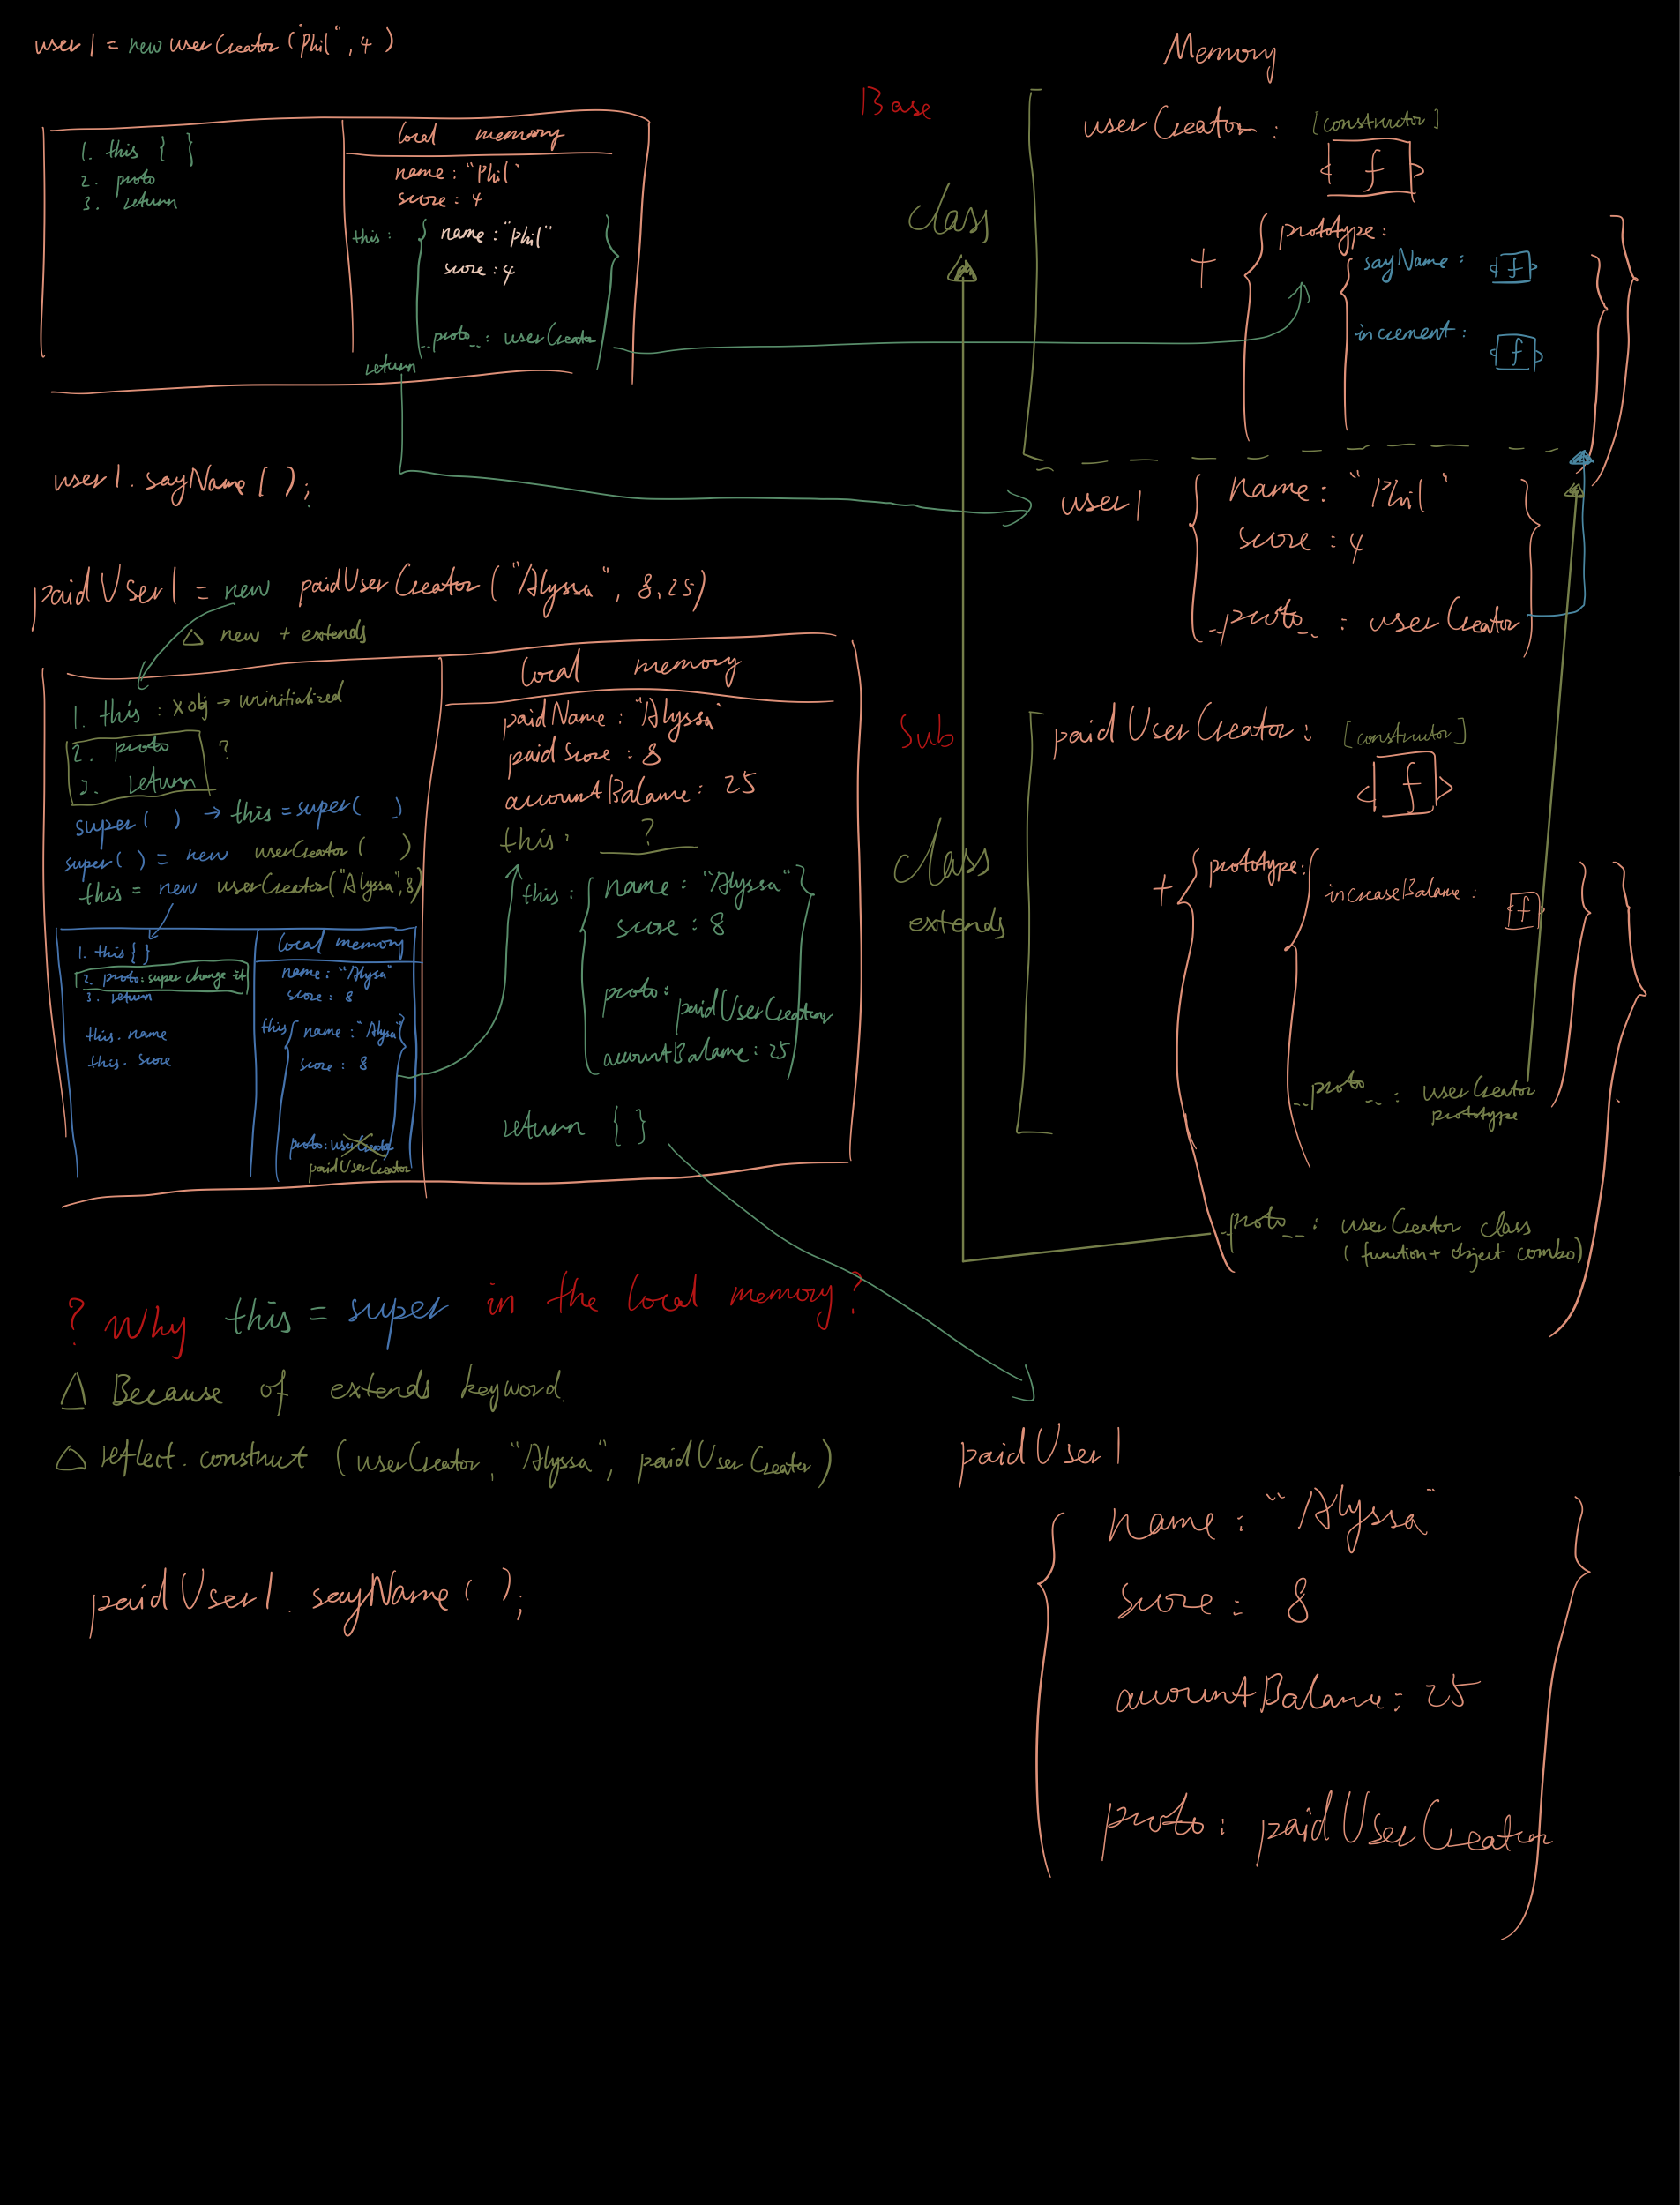 user1 = new userCreator("Phil", 4)
1. this { }
2. proto
3. return
local memory
name : "Phil"
score : 4
this : { name : "Phil"
score : 4
__proto__ : userCreator }
return
user1.sayName();
paidUser1 = new paidUserCreator("Alyssa", 8, 25)
△ new + extends
1. this : X obj → uninitialized
2. proto ?
3. return
super( ) → this = super( )
super( ) = new userCreator( )
this = new userCreator("Alyssa", 8)
1. this { }
2. proto: super change it
3. return
this.name
this.score
local memory
name : "Alyssa"
score : 8
this { name : "Alyssa" }
score : 8
proto : userCreator
paidUserCreator
local memory
paidName : "Alyssa"
paidScore : 8
accountBalance : 25
this : ?
this : { name : "Alyssa" }
score : 8
proto :
paidUserCreator
accountBalance : 25
return { }
? Why this = super in the local memory?
△ Because of extends keyword.
△ reflect.construct (userCreator, "Alyssa", paidUserCreator)
paidUser1.sayName();
Memory
Base
class
userCreator : [constructor]
f
+ { prototype :
{ sayName : f
increment : f
user1 { name : "Phil"
score : 4
__proto__ : userCreator }
Sub
class
extends
paidUserCreator : [constructor]
f
+ { prototype: { increaseBalance : f
__proto__ : userCreator
prototype
__proto__ : userCreator class
(function + object combo)
paidUser1
{ name : "Alyssa"
score : 8
accountBalance : 25
proto : paidUserCreator }